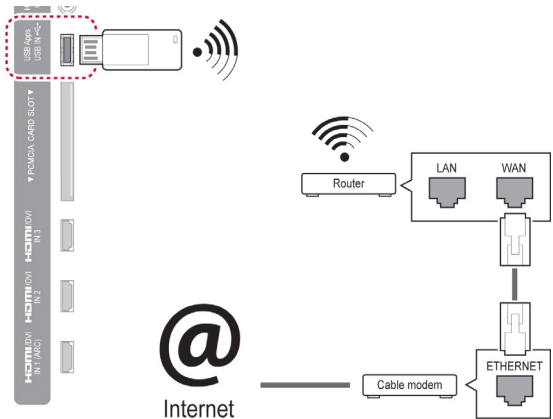 USB Apps
USB IN
▼ PCMCIA CARD SLOT ▼
HDMI/DVI
IN 3
HDMI/DVI
IN 2
HDMI/DVI
IN 1 (ARC)
Router
LAN
WAN
ETHERNET
Cable modem
@
Internet